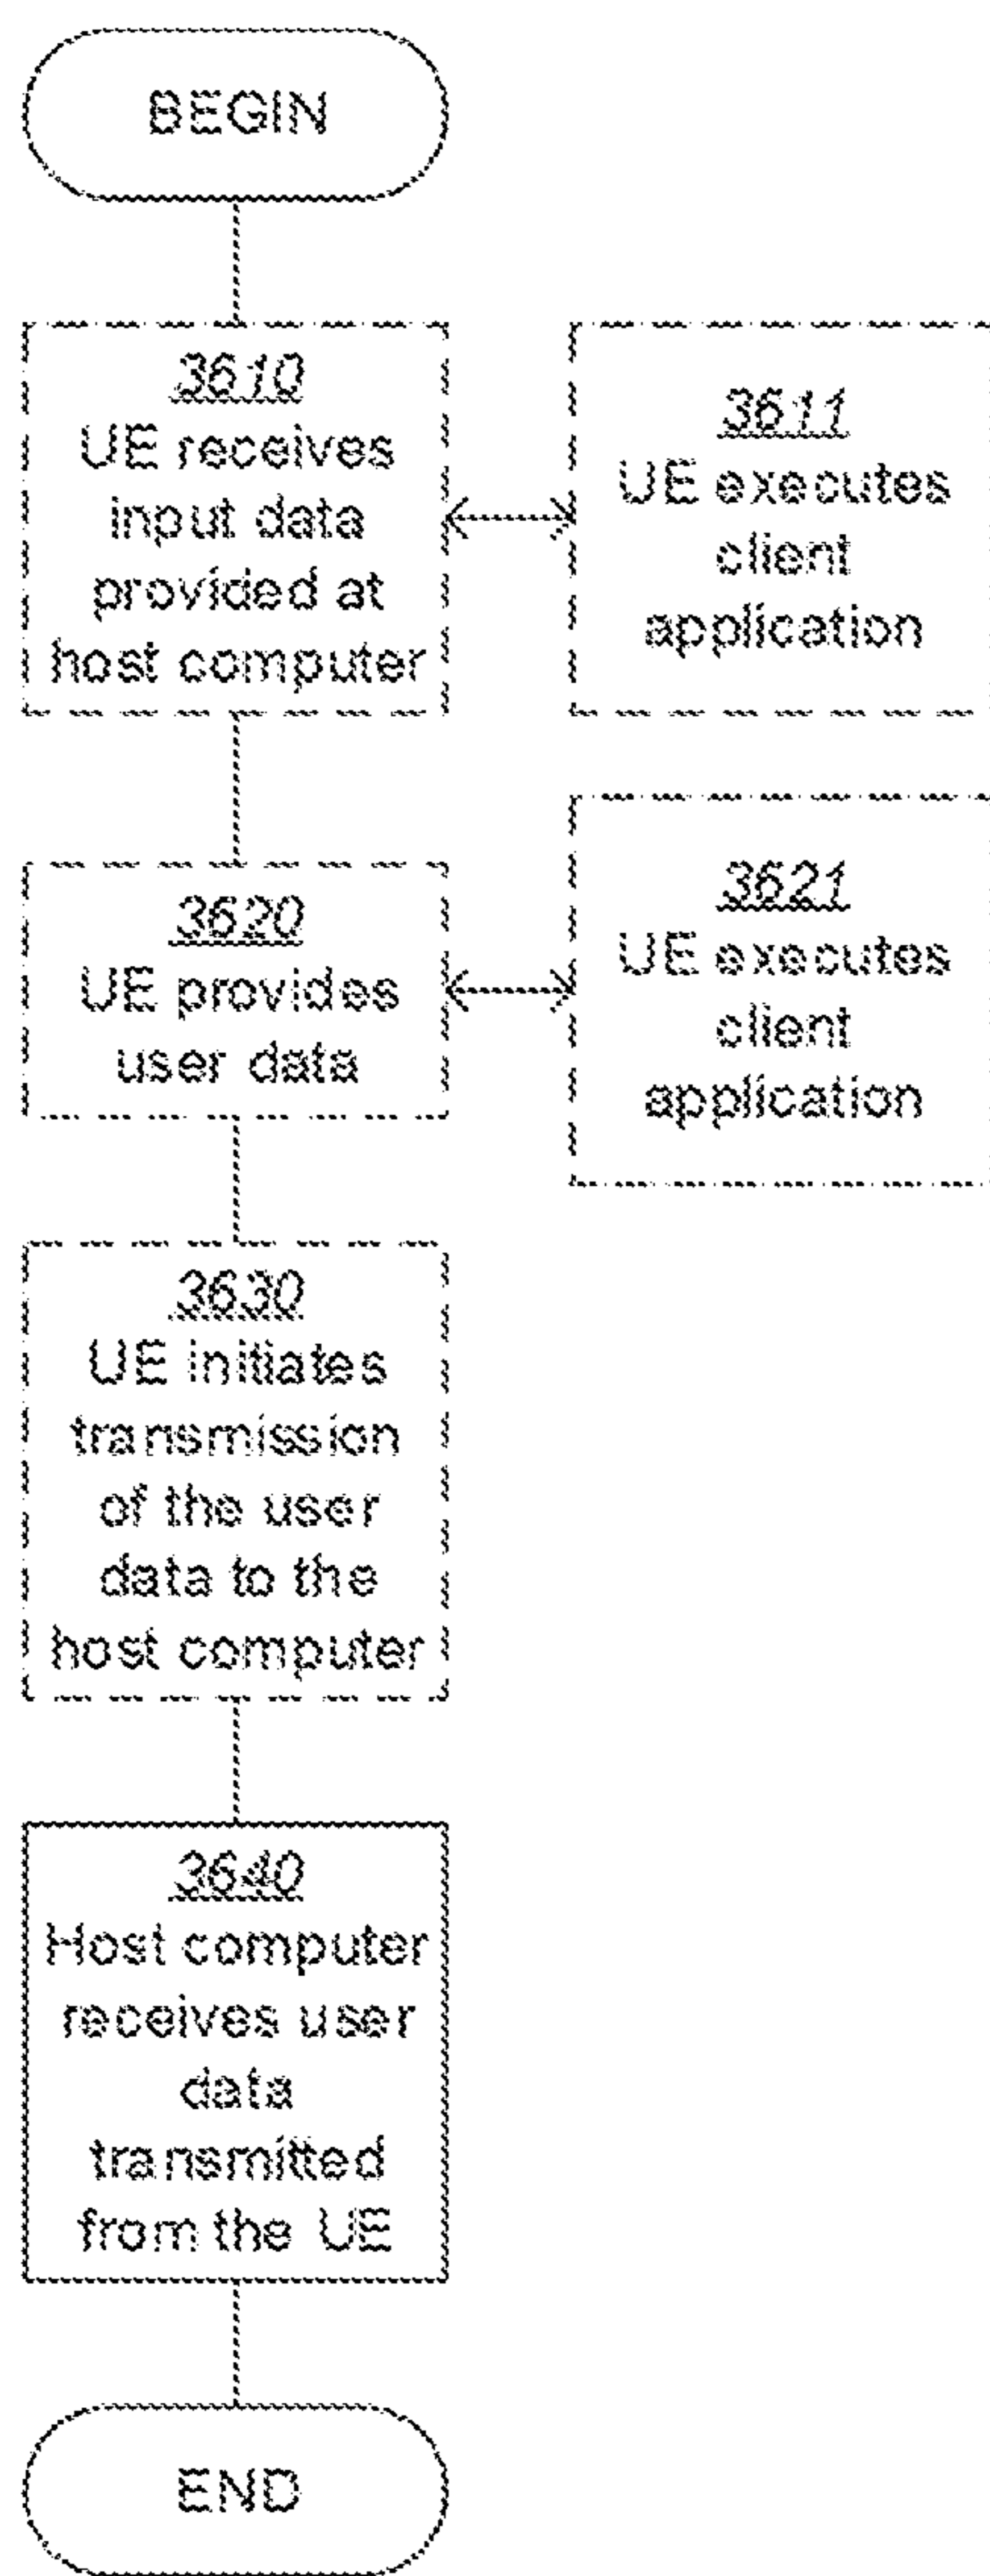 BEGIN
3610
UE receives
input data
provided at
host computer
3611
UE executes
client
application
3620
UE provides
user data
3621
UE executes
client
application
3630
UE initiates
transmission
of the user
data to the
host computer
3640
Host computer
receives user
data
transmitted
from the UE
END